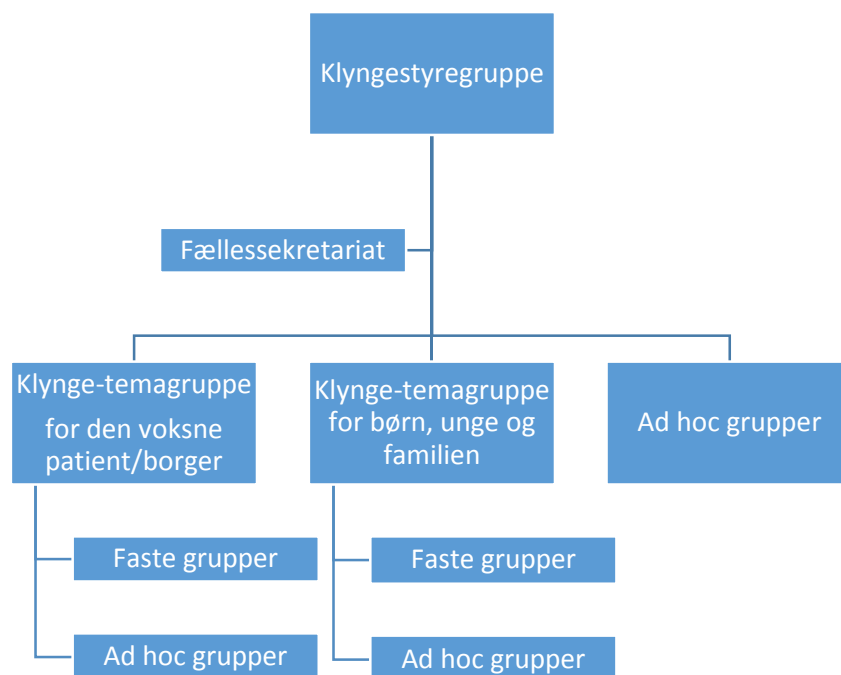 Klyngestyregruppe
Fællessekretariat
Klynge-temagruppe
for den voksne
patient/borger
Klynge-temagruppe
for børn, unge og
familien
Ad hoc grupper
Faste grupper
Ad hoc grupper
Faste grupper
Ad hoc grupper